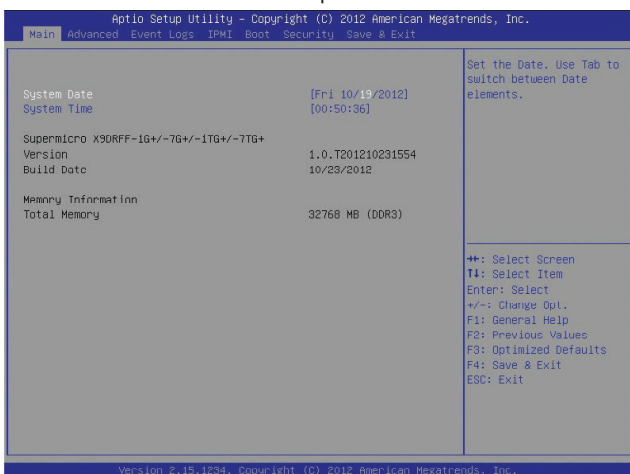 Aptio Setup Utility – Copyright (C) 2012 American Megatrends, Inc.
Main Advanced Event Logs IPMI Boot Security Save & Exit
System Date [Fri 10/19/2012]
System Time [00:50:36]
Supermicro X9DRFF-iG+/-7G+/-iTG+/-7TG+
Version 1.0.T201210231554
Build Date 10/23/2012
Memory Information
Total Memory 32768 MB (DDR3)
Set the Date. Use Tab to
switch between Date
elements.
→←: Select Screen
↑↓: Select Item
Enter: Select
+/-: Change Opt.
F1: General Help
F2: Previous Values
F3: Optimized Defaults
F4: Save & Exit
ESC: Exit
Version 2.15.1234. Copyright (C) 2012 American Megatrends, Inc.